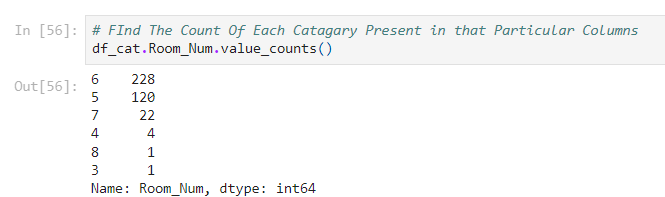 In [56]: # FInd The Count Of Each Catagary Present in that Particular Columns
df_cat.Room_Num.value_counts()
Out[56]: 6 228
5 120
7 22
4 4
8 1
3 1
Name: Room_Num, dtype: int64